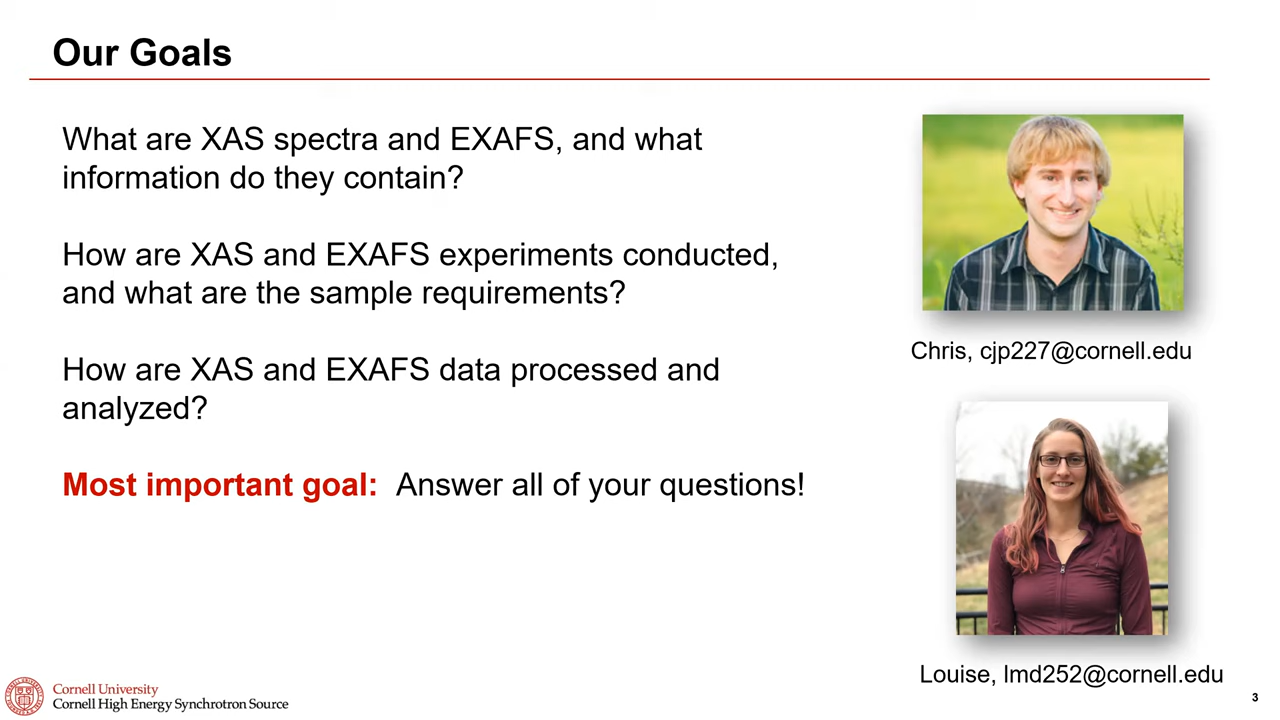 Our Goals
What are XAS spectra and EXAFS, and what
information do they contain?
How are XAS and EXAFS experiments conducted,
and what are the sample requirements?
How are XAS and EXAFS data processed and
analyzed?
Most important goal: Answer all of your questions!
Chris, cjp227@cornell.edu
Louise, lmd252@cornell.edu
Cornell University
Cornell High Energy Synchrotron Source
3